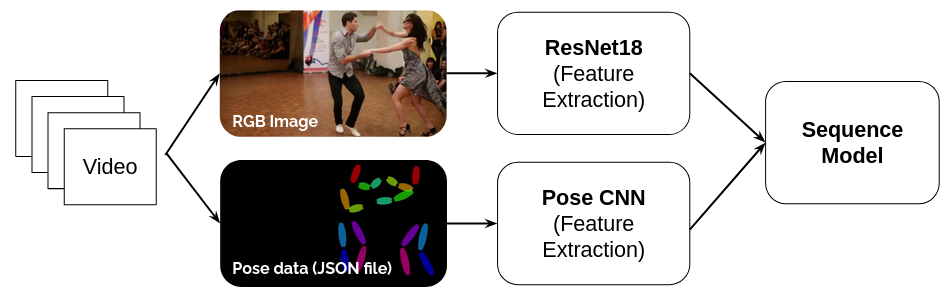 Video
RGB Image
ResNet18
(Feature
Extraction)
Pose data (JSON file)
Pose CNN
(Feature
Extraction)
Sequence
Model